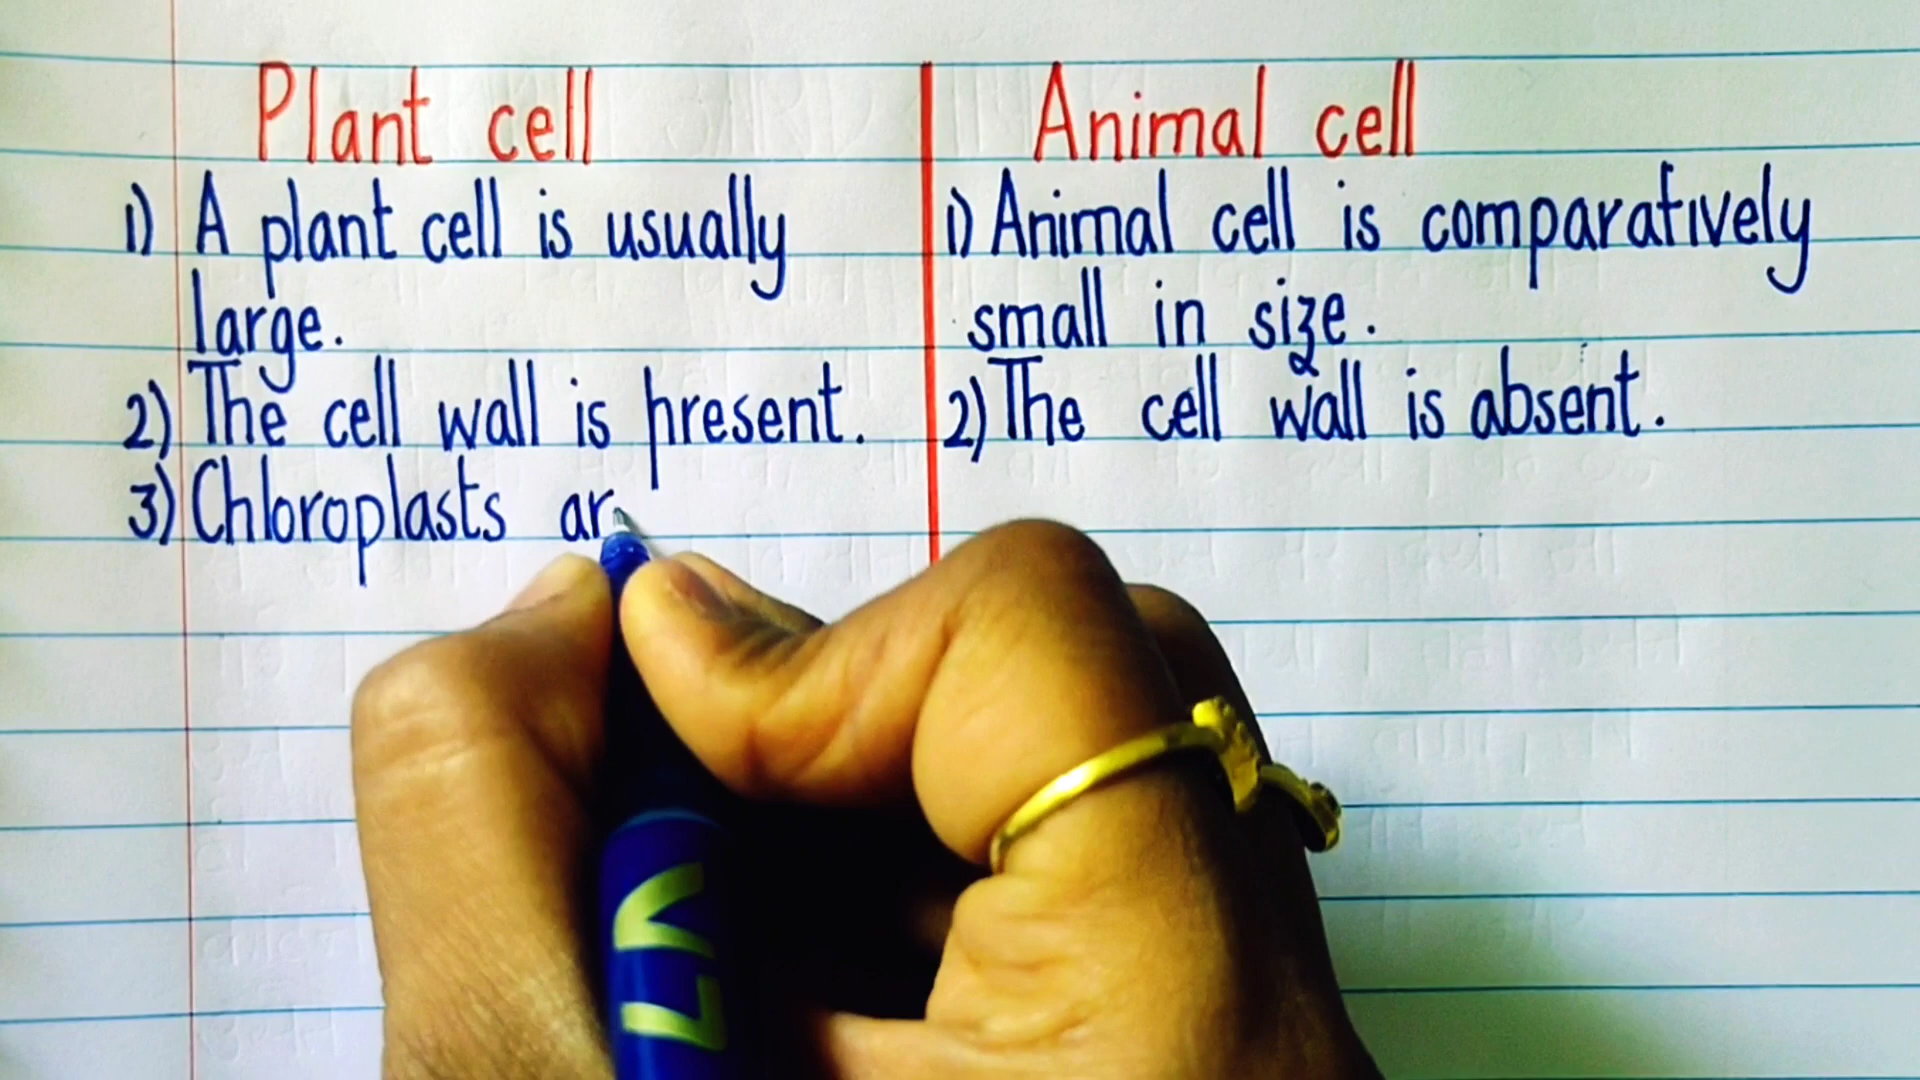 Plant cell
Animal cell
1) A plant cell is usually
large.
2) The cell wall is present.
3) Chloroplasts ar
1) Animal cell is comparatively
small in size.
2) The cell wall is absent.